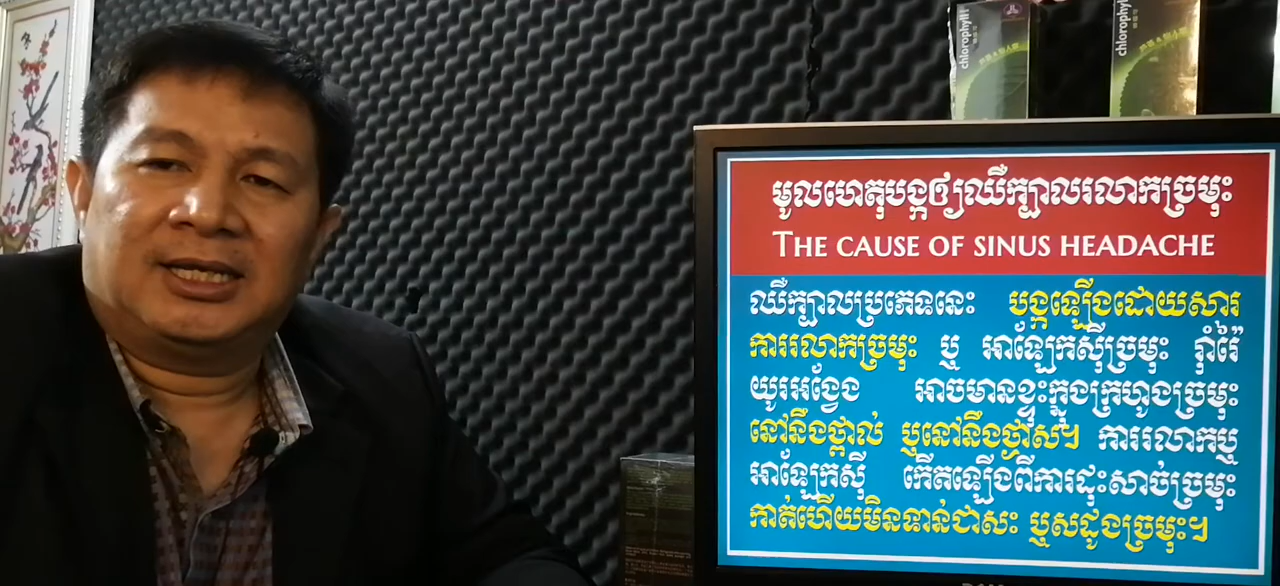 chlorophyll
chlorophyll
មូលហេតុបង្កឲ្យឈឺក្បាលរលាកច្រមុះ
THE CAUSE OF SINUS HEADACHE
ឈឺក្បាលប្រភេទនេះ បង្កឡើងដោយសារ
ការរលាកច្រមុះ ឬ អាឡែកស៊ីច្រមុះ រ៉ាំរ៉ៃ
យូរអង្វែង អាចមានខ្ទុះក្នុងក្រហូងច្រមុះ
នៅនឹងថ្ពាល់ ឬនៅនឹងថ្ងាស។ ការរលាកឬ
អាឡែកស៊ី កើតឡើងពីការដុះសាច់ច្រមុះ
កាត់ហើយមិនទាន់ជាសះ ឬសដូងច្រមុះ។